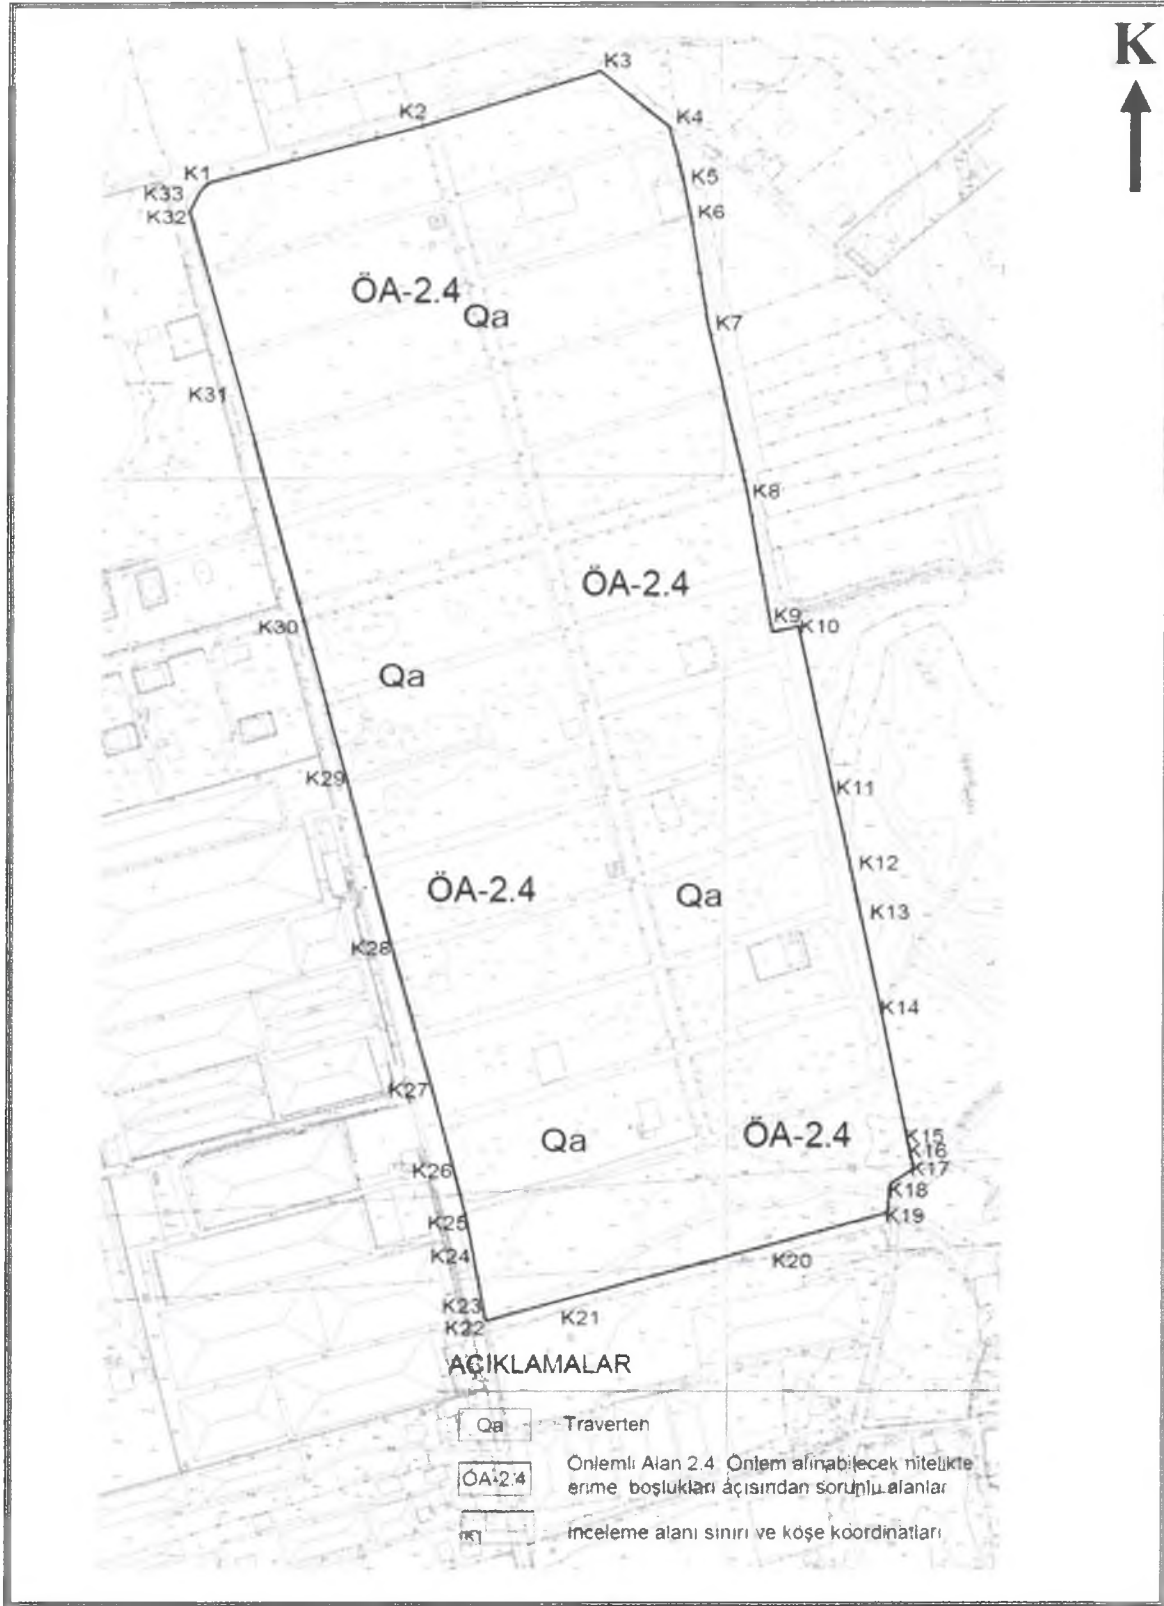 K
K3
K2
K4
K1
K5
K33
K32
K6
ÖA-2.4
Qa
K7
K31
K8
ÖA-2.4
K9
K10
K30
Qa
K29
K11
K12
ÖA-2.4
Qa
K13
K28
K14
K27
Qa
ÖA-2.4
K15
K16
K17
K26
K18
K19
K25
K24
K20
K23
K21
K22
AÇIKLAMALAR
Qa Traverten
ÖA-2.4 Önlemli Alan 2.4 Önlem alınabilecek nitelikte
erime boşlukları açısından sorunlu alanlar
K1 İnceleme alanı sınırı ve köşe koordinatları